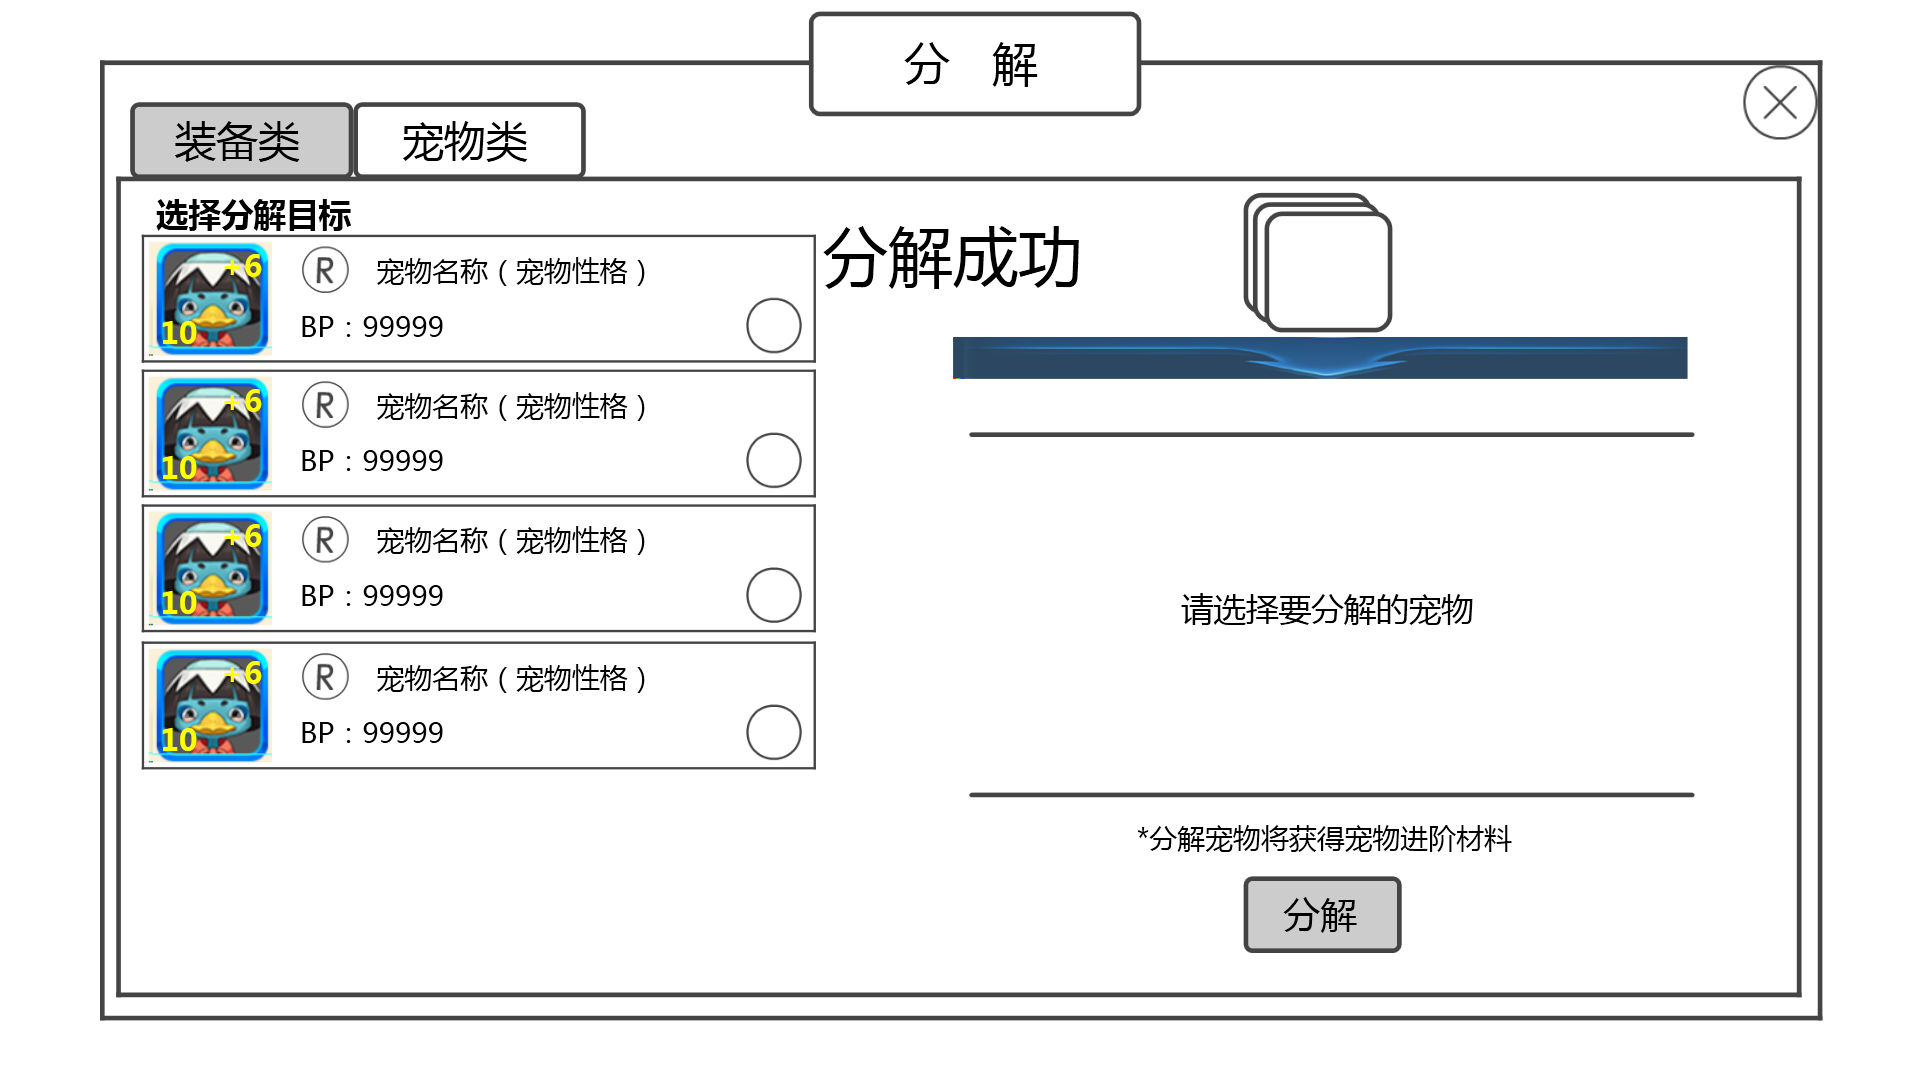 分 解
装备类 宠物类
选择分解目标
+6
10
R 宠物名称（宠物性格）
BP：99999
+6
10
R 宠物名称（宠物性格）
BP：99999
+6
10
R 宠物名称（宠物性格）
BP：99999
+6
10
R 宠物名称（宠物性格）
BP：99999
分解成功
请选择要分解的宠物
*分解宠物将获得宠物进阶材料
分解